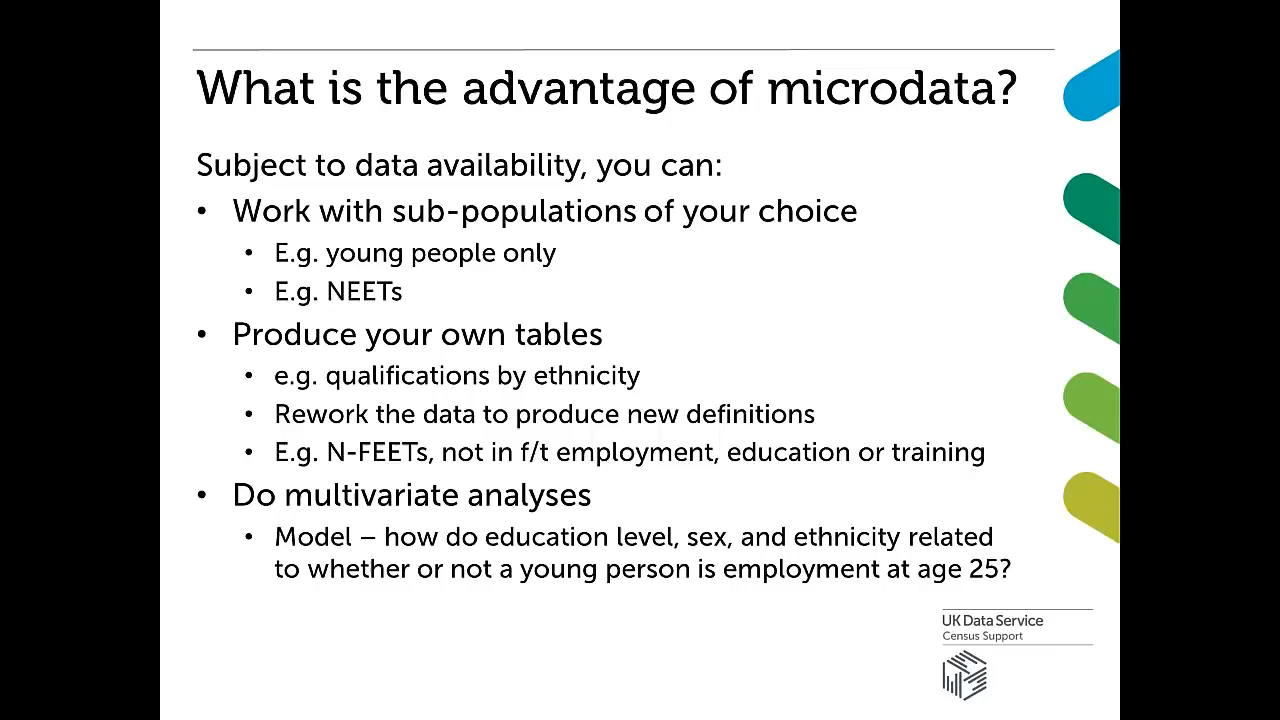 What is the advantage of microdata?
Subject to data availability, you can:
• Work with sub-populations of your choice
• E.g. young people only
• E.g. NEETs
• Produce your own tables
• e.g. qualifications by ethnicity
• Rework the data to produce new definitions
• E.g. N-FEETs, not in f/t employment, education or training
• Do multivariate analyses
• Model – how do education level, sex, and ethnicity related
to whether or not a young person is employment at age 25?
UK Data Service
Census Support